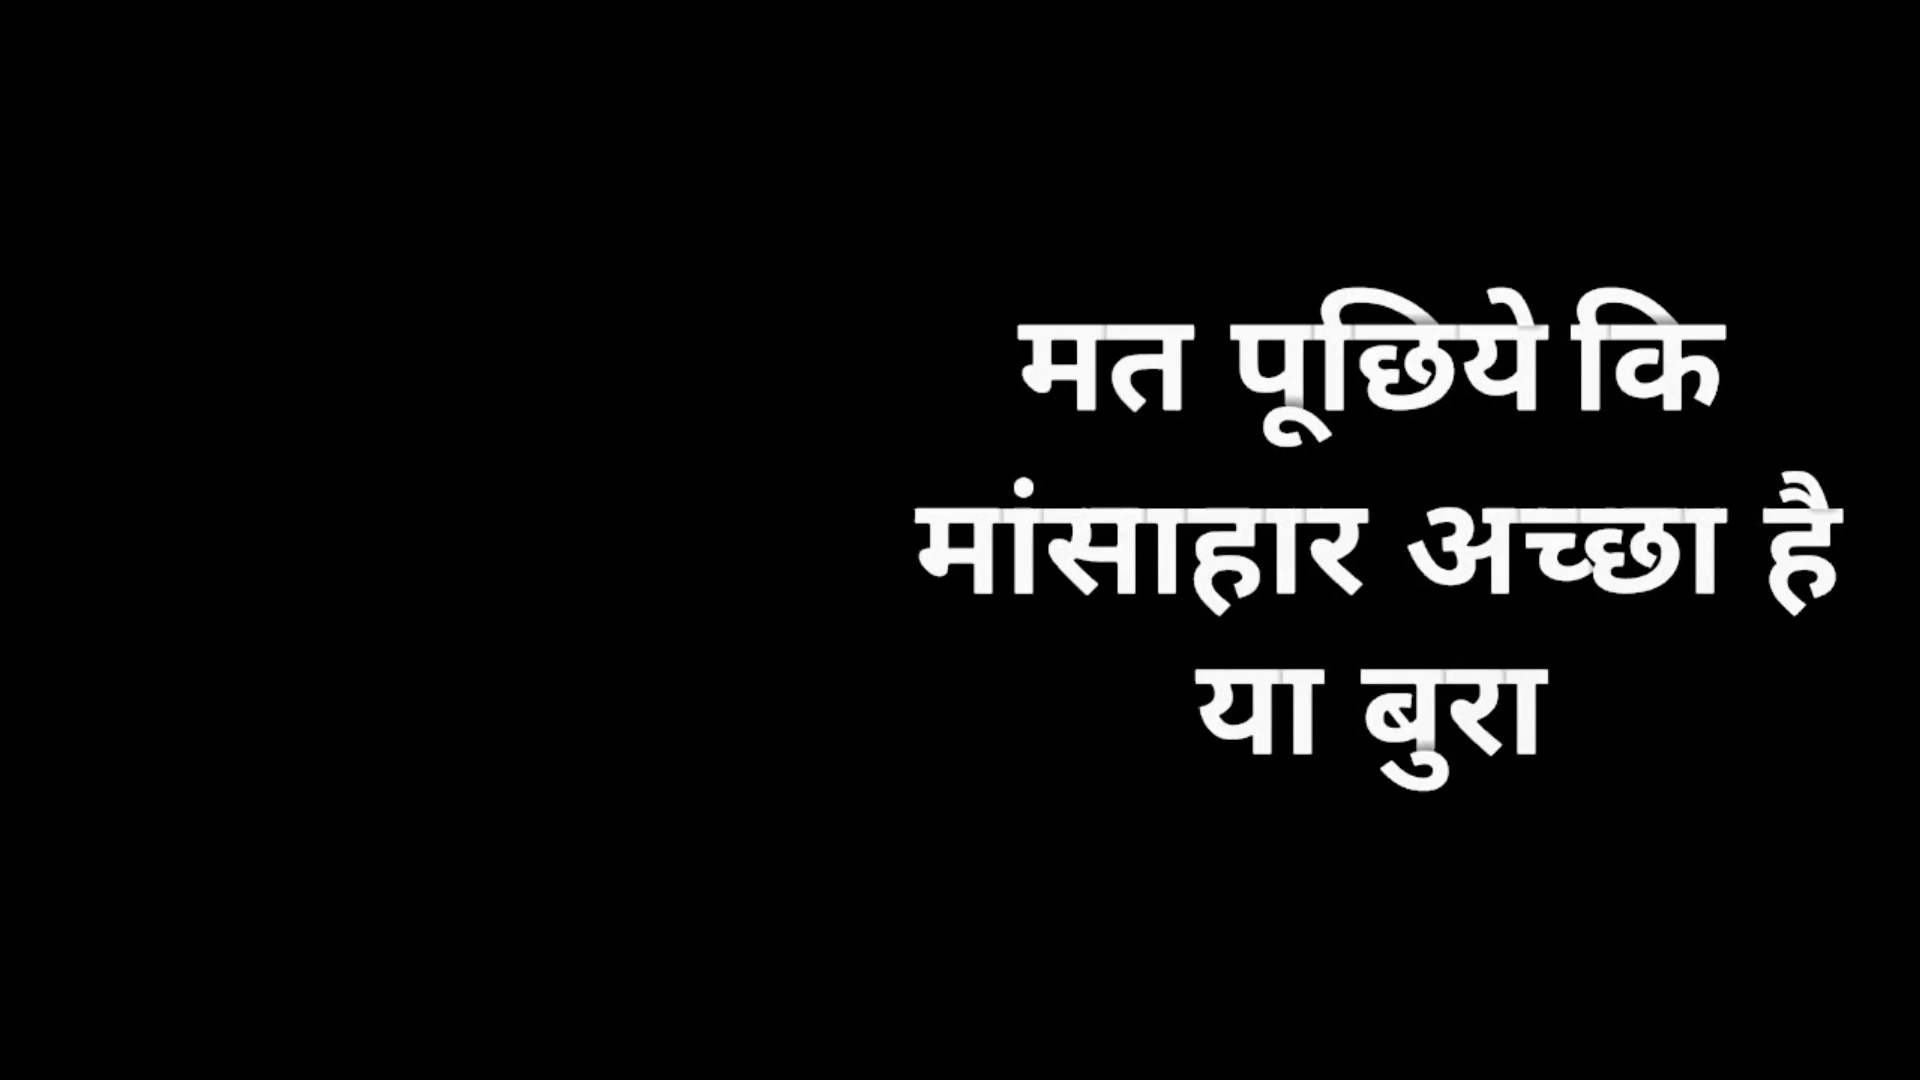 मत पूछिये कि
मांसाहार अच्छा है
या बुरा